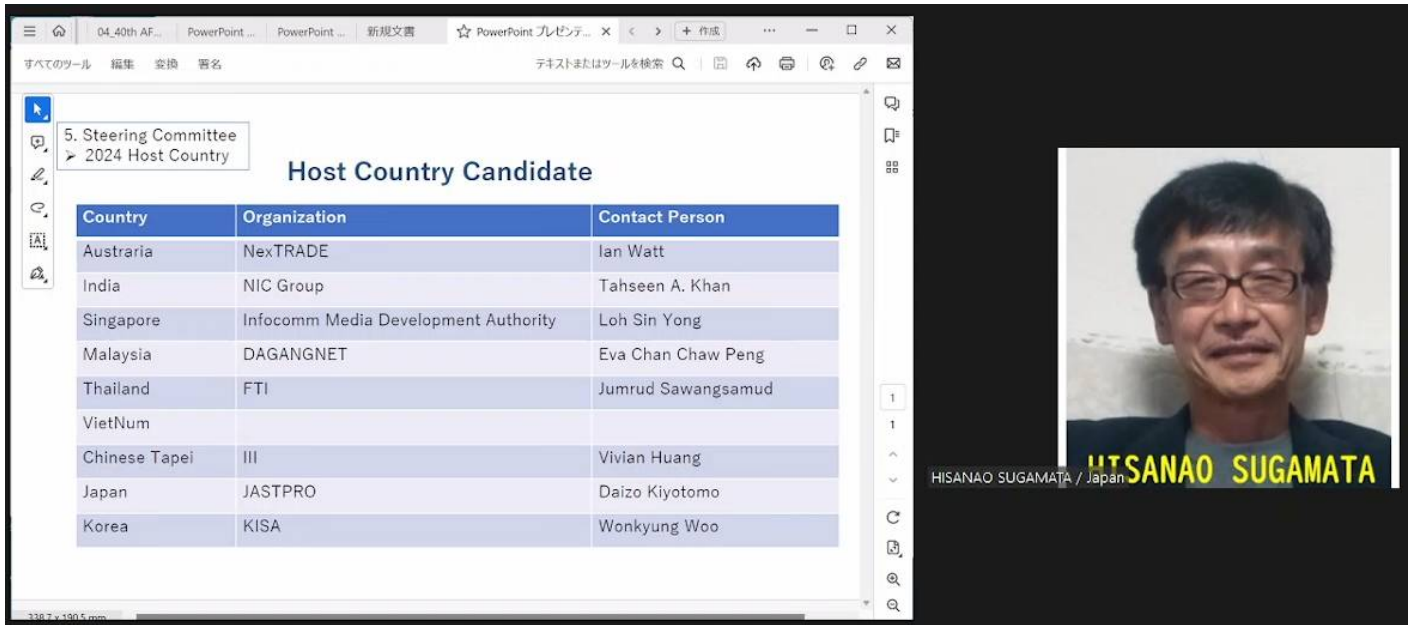 04_40th AF... PowerPoint ... PowerPoint ... 新規文書 PowerPoint プレゼンテ... + 作成 ...
すべてのツール 編集 変換 署名 テキストまたはツールを検索
5. Steering Committee
➢ 2024 Host Country
Host Country Candidate
Country Organization Contact Person
Austraria NexTRADE Ian Watt
India NIC Group Tahseen A. Khan
Singapore Infocomm Media Development Authority Loh Sin Yong
Malaysia DAGANGNET Eva Chan Chaw Peng
Thailand FTI Jumrud Sawangsamud
VietNum
Chinese Tapei III Vivian Huang
Japan JASTPRO Daizo Kiyotomo
Korea KISA Wonkyung Woo
1
1
338.7 x 190.5 mm
HISANAO SUGAMATA / Japan
HISANAO SUGAMATA